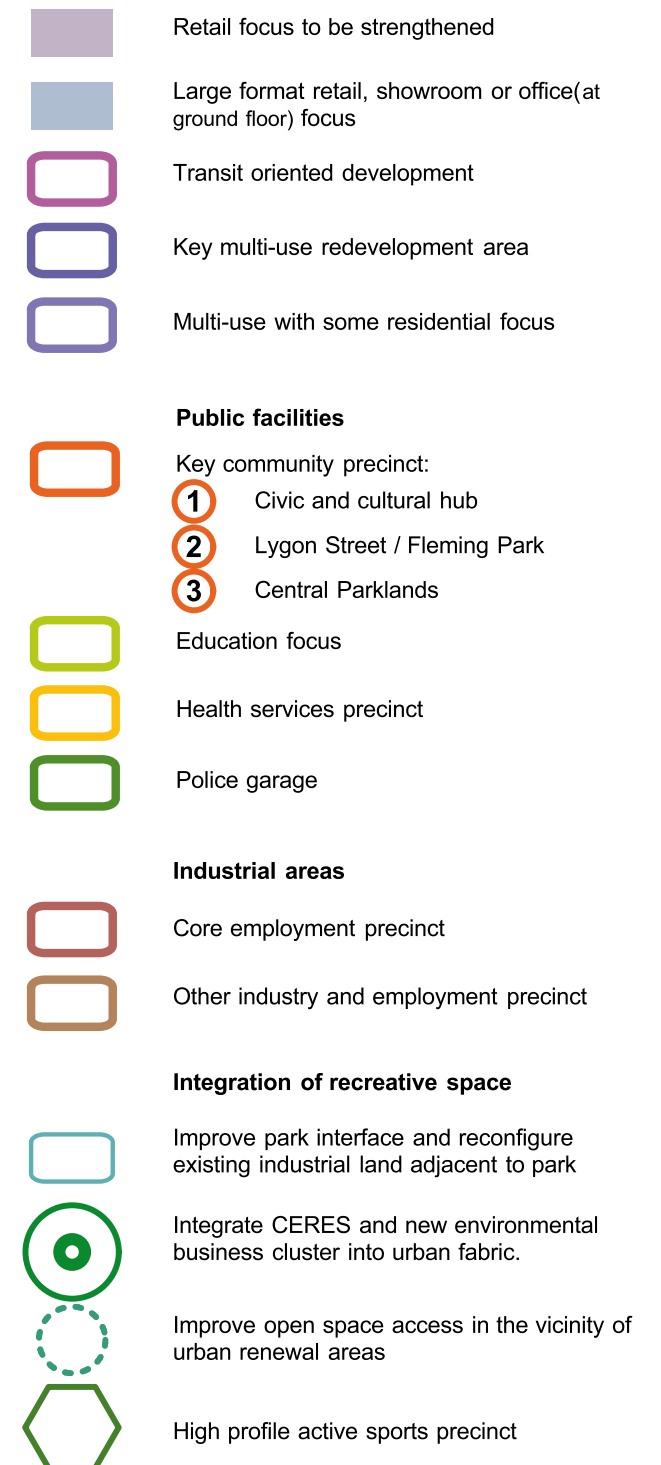 Retail focus to be strengthened
Large format retail, showroom or office(at
ground floor) focus
Transit oriented development
Key multi-use redevelopment area
Multi-use with some residential focus
Public facilities
Key community precinct:
1 Civic and cultural hub
2 Lygon Street / Fleming Park
3 Central Parklands
Education focus
Health services precinct
Police garage
Industrial areas
Core employment precinct
Other industry and employment precinct
Integration of recreative space
Improve park interface and reconfigure
existing industrial land adjacent to park
Integrate CERES and new environmental
business cluster into urban fabric.
Improve open space access in the vicinity of
urban renewal areas
High profile active sports precinct